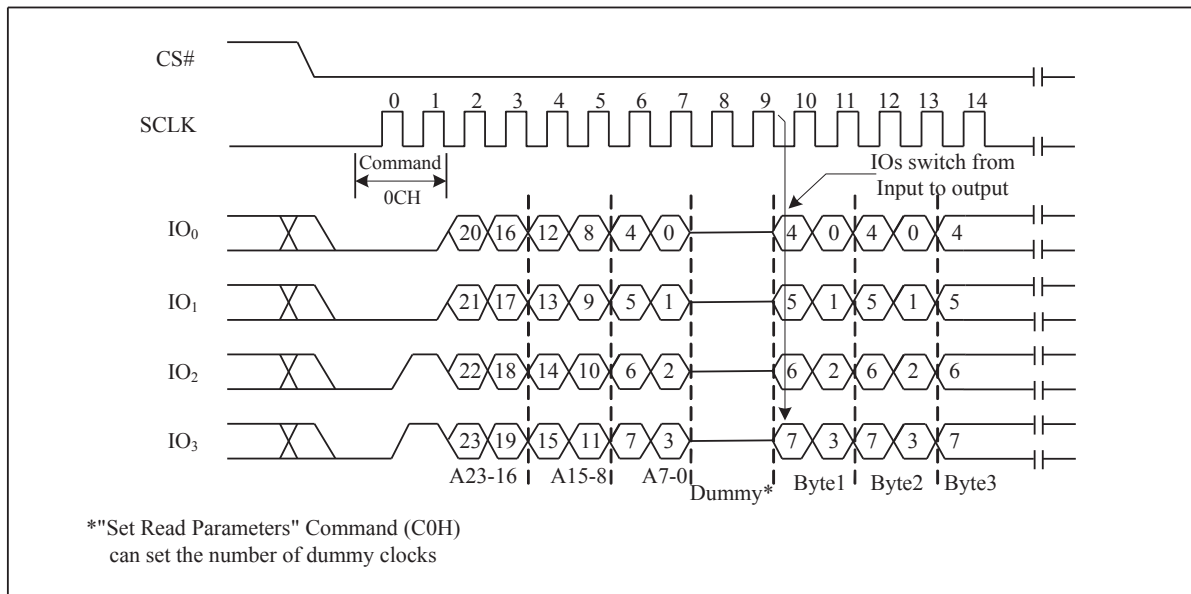 CS#
0 1 2 3 4 5 6 7 8 9 10 11 12 13 14
SCLK
Command
0CH
IOs switch from
Input to output
IO0 20 16 12 8 4 0 4 0 4 0 4
IO1 21 17 13 9 5 1 5 1 5 1 5
IO2 22 18 14 10 6 2 6 2 6 2 6
IO3 23 19 15 11 7 3 7 3 7 3 7
A23-16 A15-8 A7-0 Dummy* Byte1 Byte2 Byte3
*"Set Read Parameters" Command (C0H)
can set the number of dummy clocks